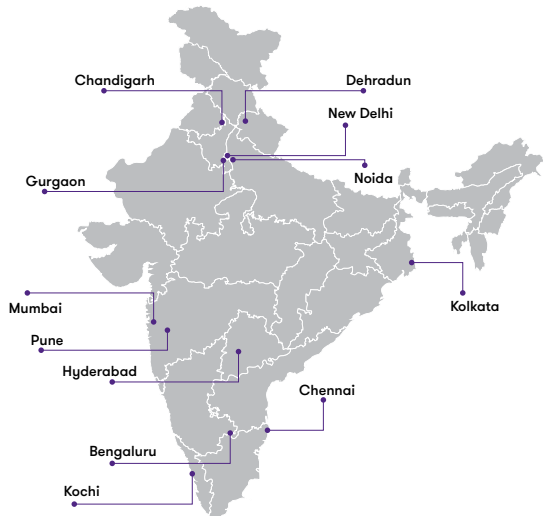 Chandigarh
Dehradun
New Delhi
Noida
Gurgaon
Mumbai
Kolkata
Pune
Hyderabad
Chennai
Bengaluru
Kochi